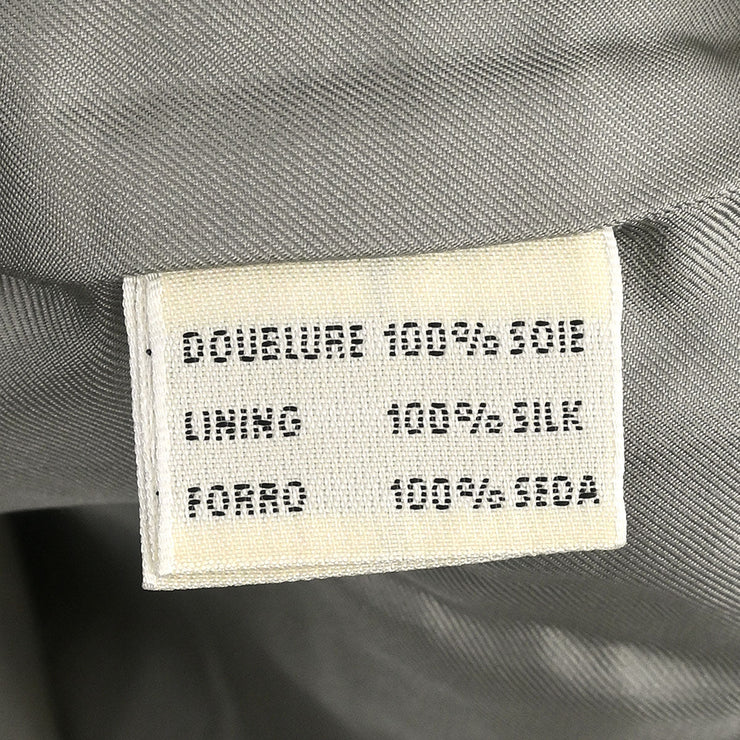 DOUBLURE 100% SOIE
LINING 100% SILK
FORRO 100% SEDA